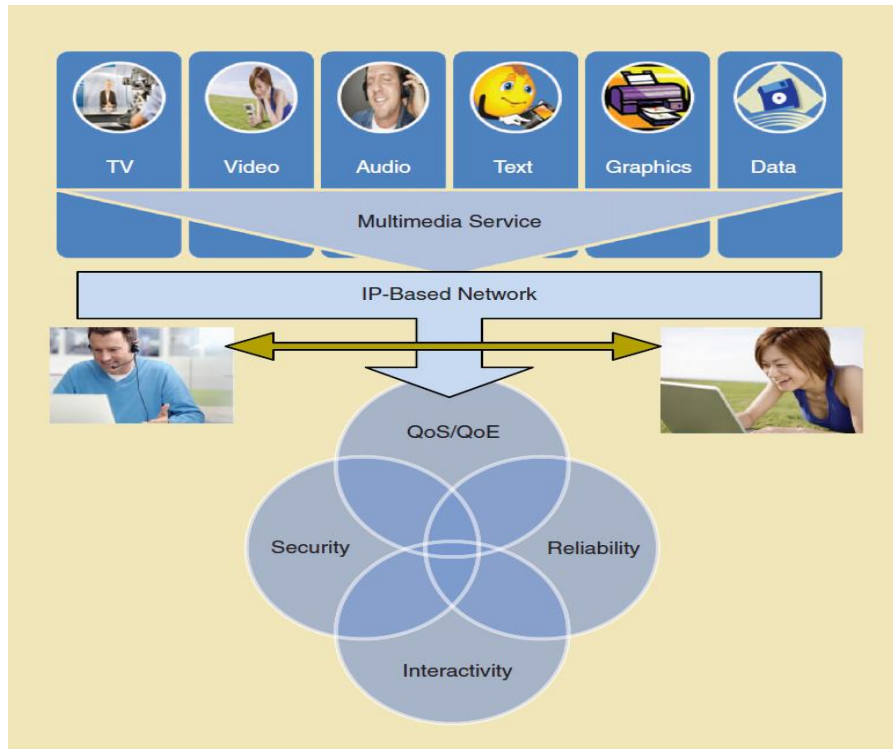 TV
Video
Audio
Text
Graphics
Data
Multimedia Service
IP-Based Network
QoS/QoE
Security
Reliability
Interactivity